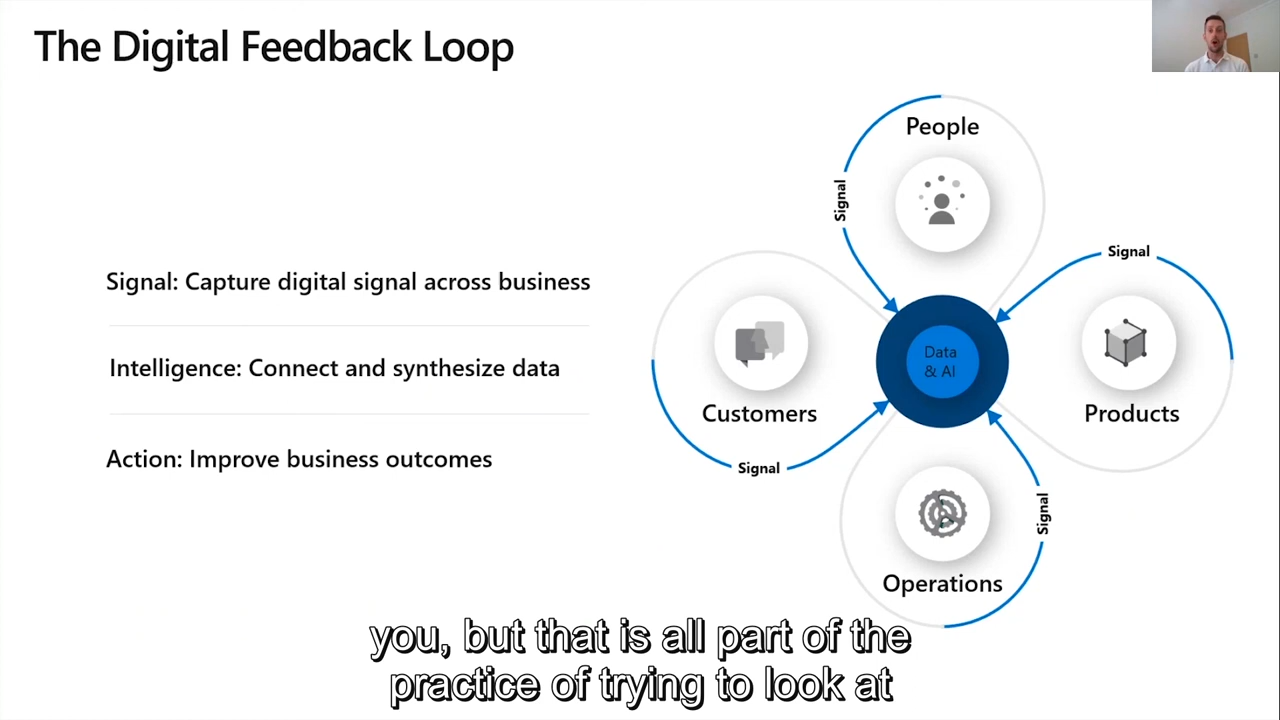 The Digital Feedback Loop
People
Signal
Signal
Signal: Capture digital signal across business
Data
& AI
Intelligence: Connect and synthesize data
Customers
Products
Action: Improve business outcomes
Signal
Signal
Operations
you, but that is all part of the
practice of trying to look at